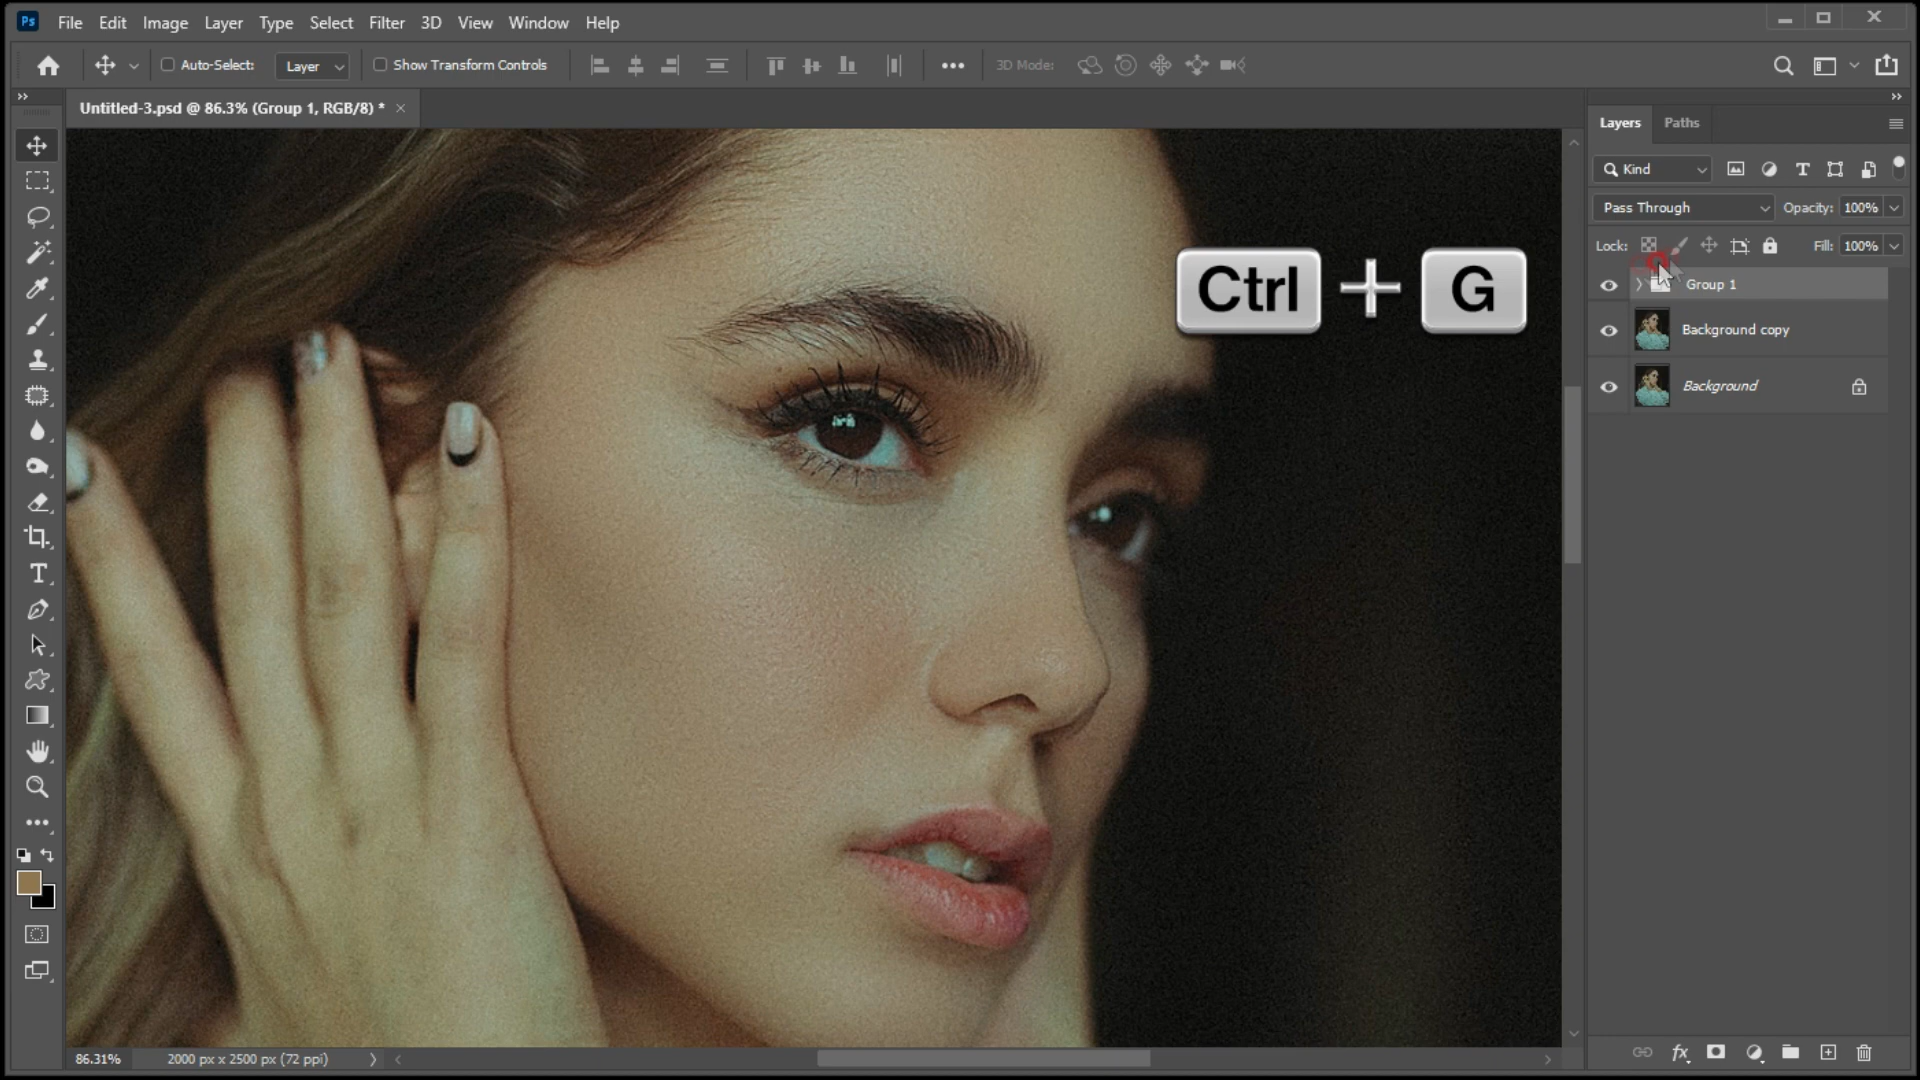 Ps File Edit Image Layer Type Select Filter 3D View Window Help
Auto-Select: Layer Show Transform Controls 3D Mode:
Untitled-3.psd @ 86.3% (Group 1, RGB/8) *
Layers Paths
Kind
Pass Through Opacity: 100%
Lock: Fill: 100%
Ctrl + G
Group 1
Background copy
Background
86.31% 2000 px x 2500 px (72 ppi)